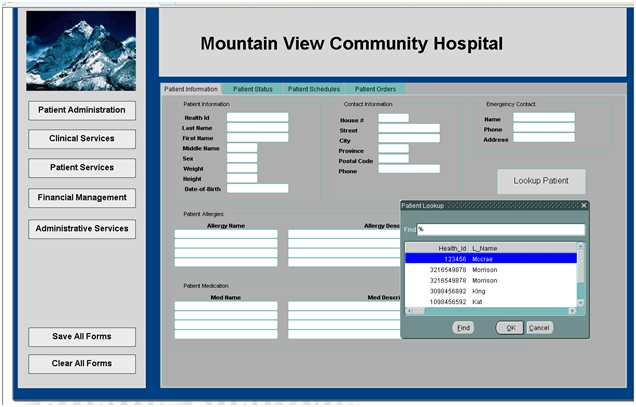 Mountain View Community Hospital
Patient Administration
Clinical Services
Patient Services
Financial Management
Administrative Services
Save All Forms
Clear All Forms
Patient Information Patient Status Patient Schedules Patient Orders
Patient Information
Health Id
Last Name
First Name
Middle Name
Sex
Weight
Height
Date-of-Birth
Contact Information
House #
Street
City
Province
Postal Code
Phone
Emergency Contact
Name
Phone
Address
Lookup Patient
Patient Allergies
Allergy Name Allergy Desc
Patient Medication
Med Name Med Descri
Patient Lookup
Find %
Health_Id L_Name
123456 Mccrae
3216549878 Morrison
3216549878 Morrison
3098456892 King
1098456592 Kat
Find OK Cancel